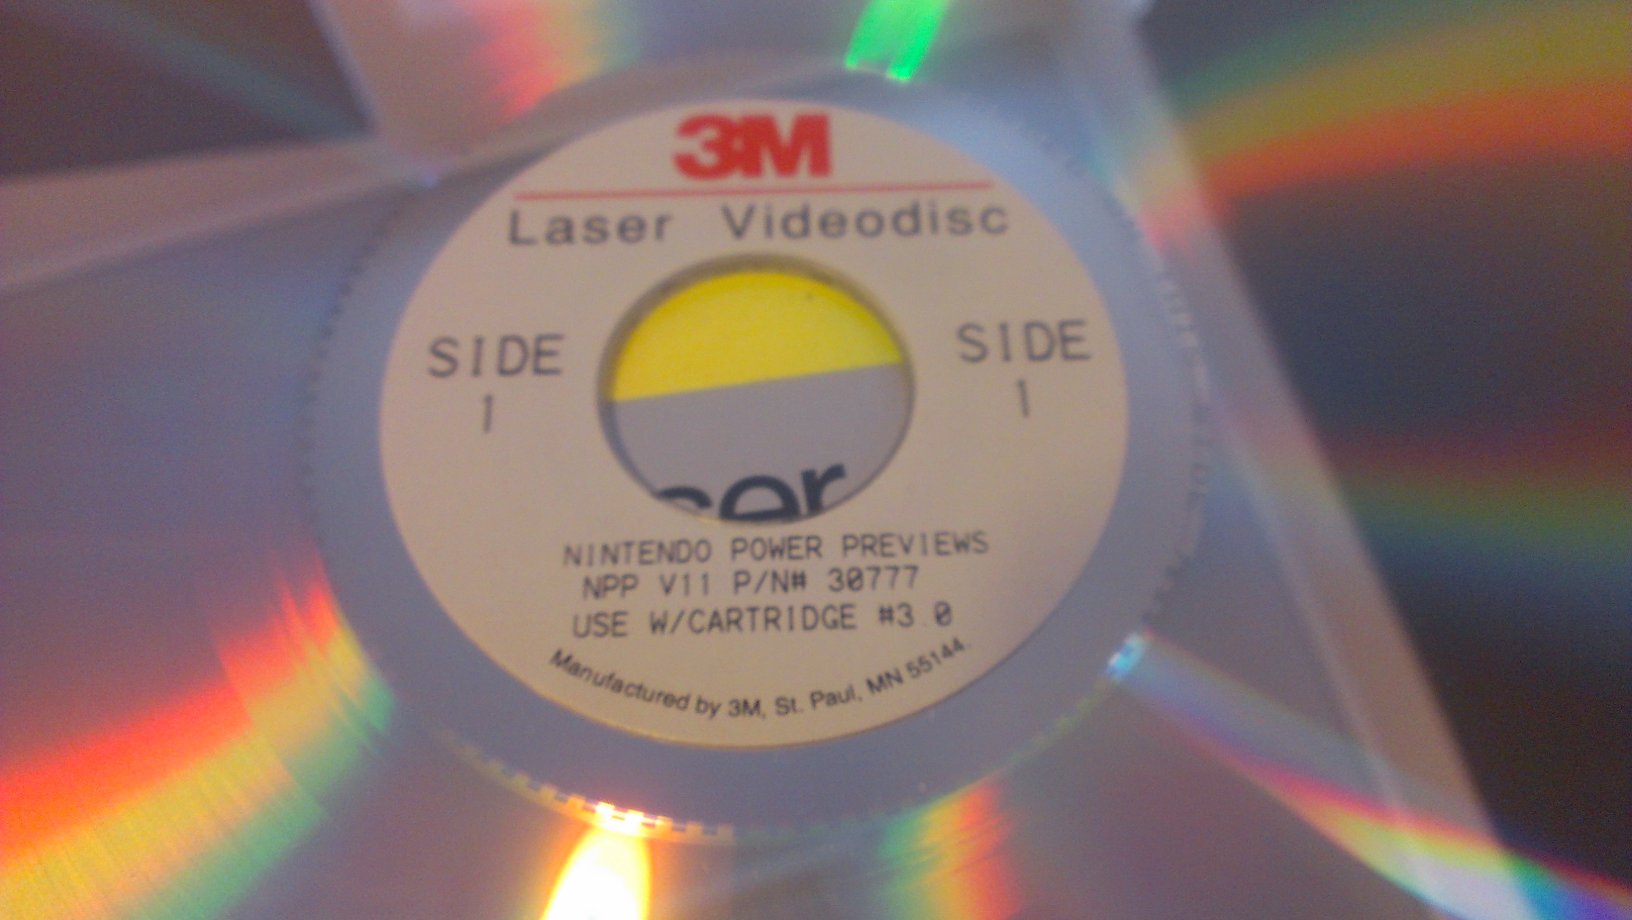 3M
Laser Videodisc
SIDE SIDE
1 1
ser
NINTENDO POWER PREVIEWS
NPP V11 P/N# 30777
USE W/CARTRIDGE #3.0
Manufactured by 3M, St. Paul, MN 55144.